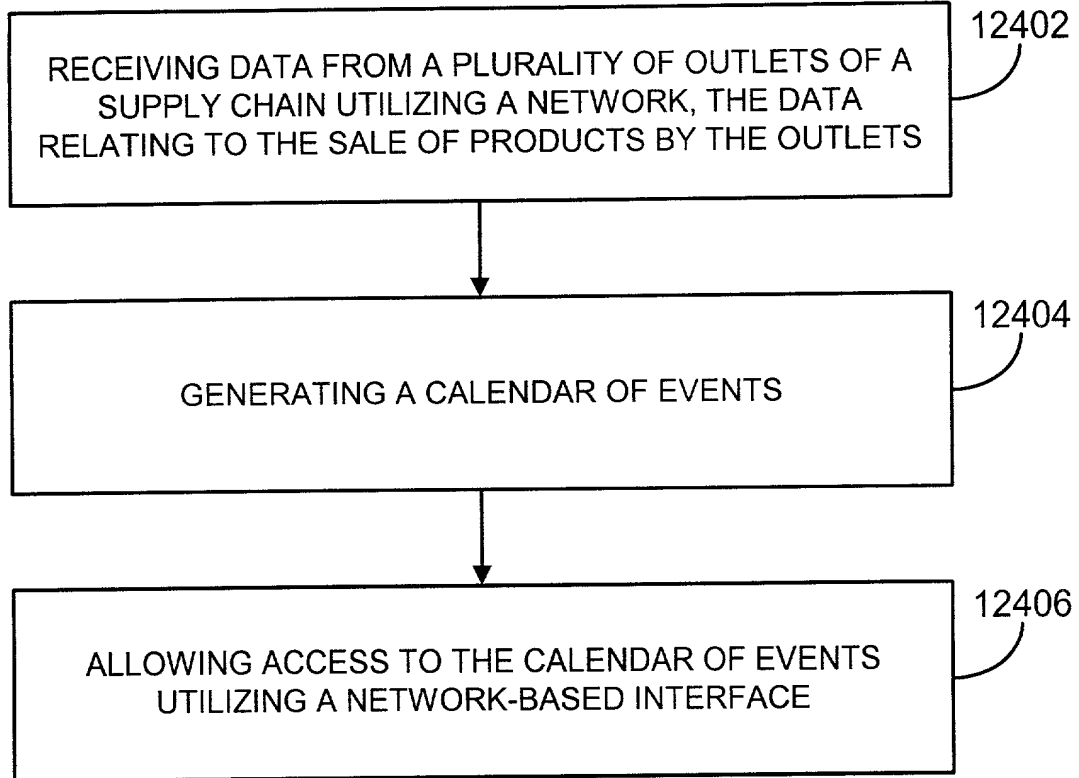 12402
RECEIVING DATA FROM A PLURALITY OF OUTLETS OF A
SUPPLY CHAIN UTILIZING A NETWORK, THE DATA
RELATING TO THE SALE OF PRODUCTS BY THE OUTLETS
12404
GENERATING A CALENDAR OF EVENTS
12406
ALLOWING ACCESS TO THE CALENDAR OF EVENTS
UTILIZING A NETWORK-BASED INTERFACE